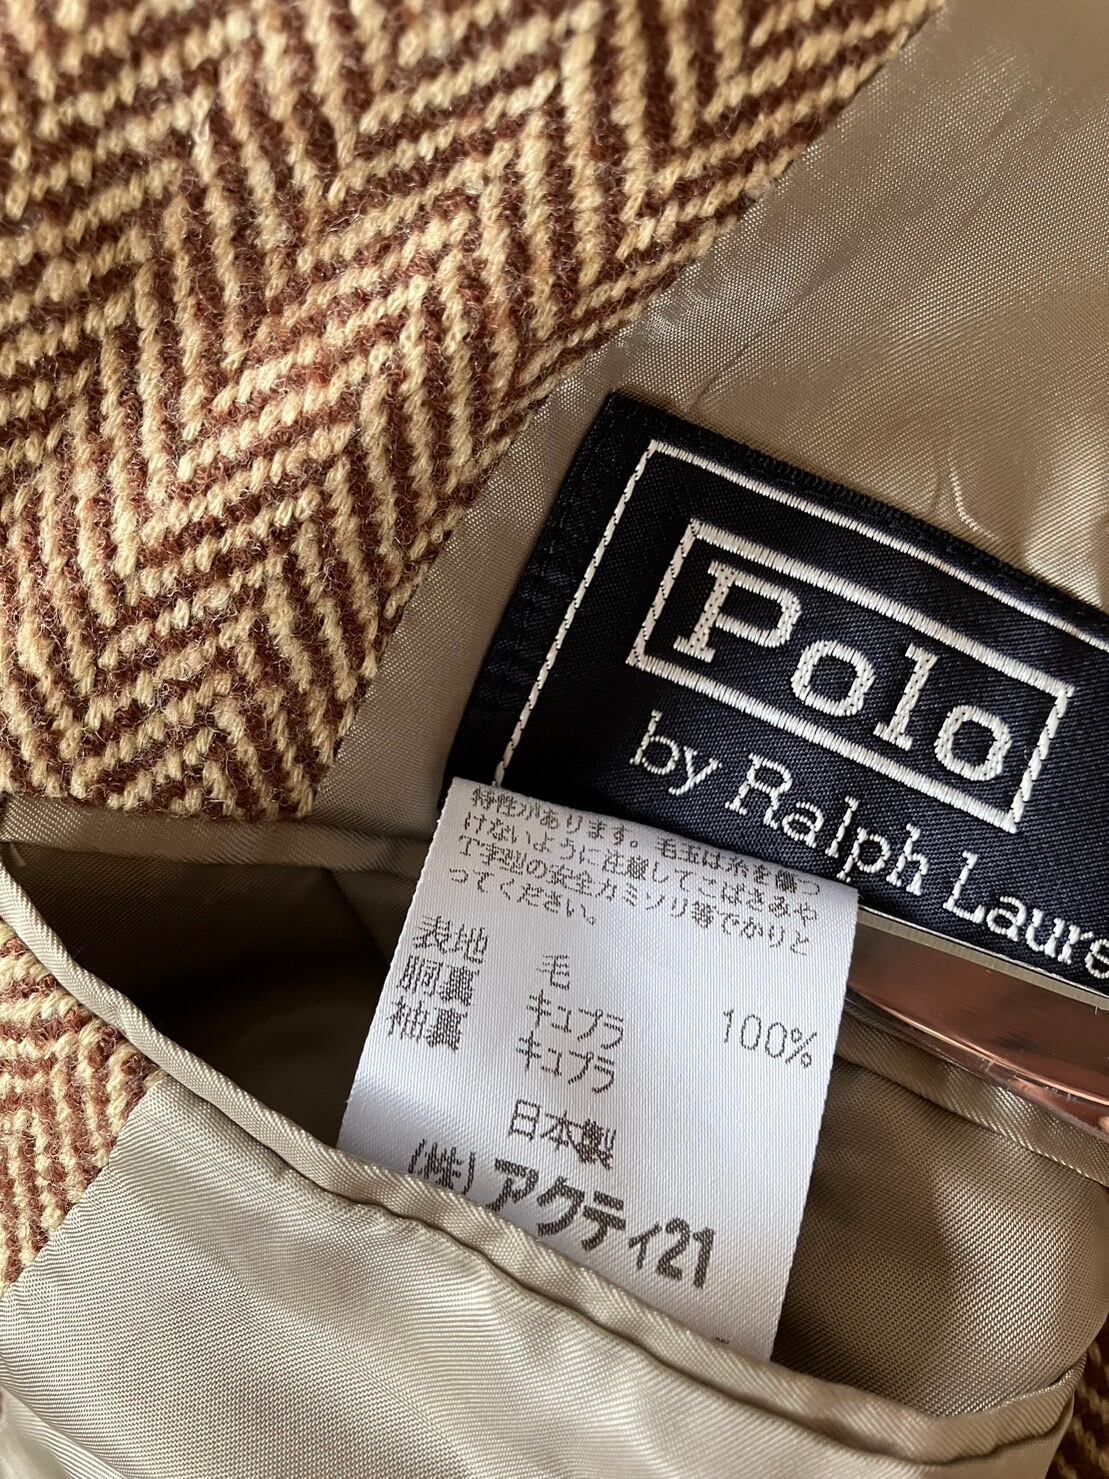 Polo
by Ralph Laure
特性があります。毛玉は糸を傷つ
けないように注意してこばさるや
T字型の安全カミソリ等でかりと
ってください。
表地 毛 100%
胴裏 キュプラ
袖裏 キュプラ
日本製
(株)アクティ21